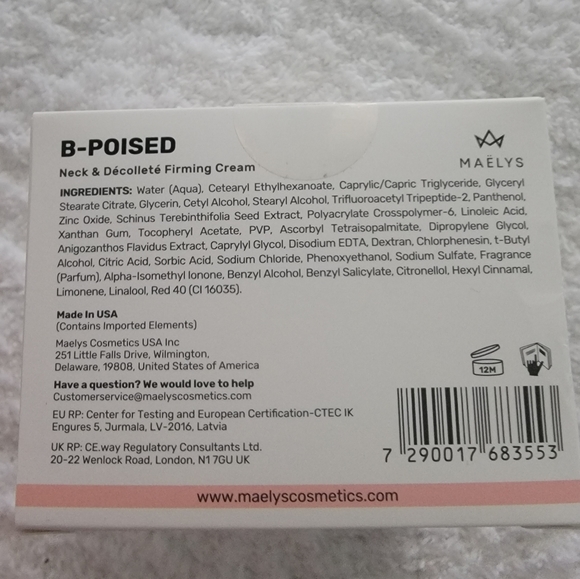 B-POISED
Neck & Décolleté Firming Cream
MAËLYS
INGREDIENTS: Water (Aqua), Cetearyl Ethylhexanoate, Caprylic/Capric Triglyceride, Glyceryl
Stearate Citrate, Glycerin, Cetyl Alcohol, Stearyl Alcohol, Trifluoroacetyl Tripeptide-2, Panthenol,
Zinc Oxide, Schinus Terebinthifolia Seed Extract, Polyacrylate Crosspolymer-6, Linoleic Acid,
Xanthan Gum, Tocopheryl Acetate, PVP, Ascorbyl Tetraisopalmitate, Dipropylene Glycol,
Anigozanthos Flavidus Extract, Caprylyl Glycol, Disodium EDTA, Dextran, Chlorphenesin, t-Butyl
Alcohol, Citric Acid, Sorbic Acid, Sodium Chloride, Phenoxyethanol, Sodium Sulfate, Fragrance
(Parfum), Alpha-Isomethyl Ionone, Benzyl Alcohol, Benzyl Salicylate, Citronellol, Hexyl Cinnamal,
Limonene, Linalool, Red 40 (CI 16035).
Made In USA
(Contains Imported Elements)
Maelys Cosmetics USA Inc
251 Little Falls Drive, Wilmington,
Delaware, 19808, United States of America
Have a question? We would love to help
Customerservice@maelyscosmetics.com
EU RP: Center for Testing and European Certification-CTEC IK
Engures 5, Jurmala, LV-2016, Latvia
UK RP: CE.way Regulatory Consultants Ltd.
20-22 Wenlock Road, London, N1 7GU UK
12M
7 290017 683553
www.maelyscosmetics.com